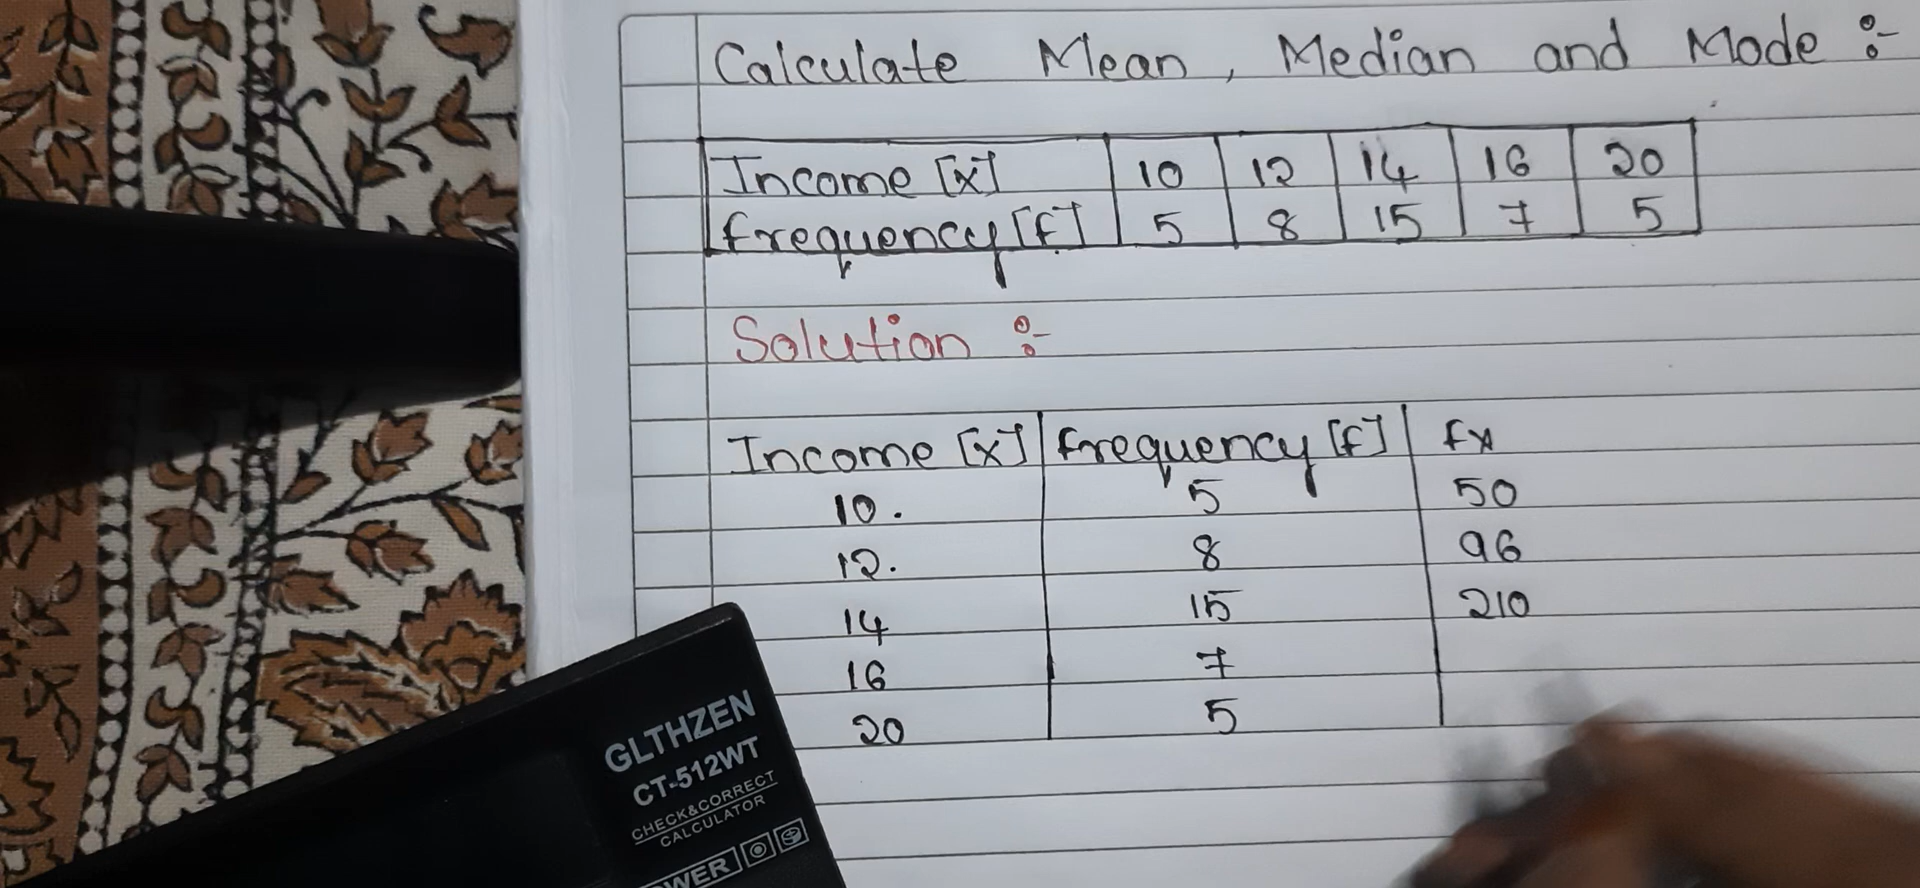 Calculate Mean, Median and Mode :-
Income [x] 10 12 14 16 20
frequency [f] 5 8 15 7 5
Solution :-
Income [x] frequency [f] fx
10. 5 50
12. 8 96
14 15 210
16 7
20 5
GLTHZEN
CT-512WT
CHECK&CORRECT
CALCULATOR
WER